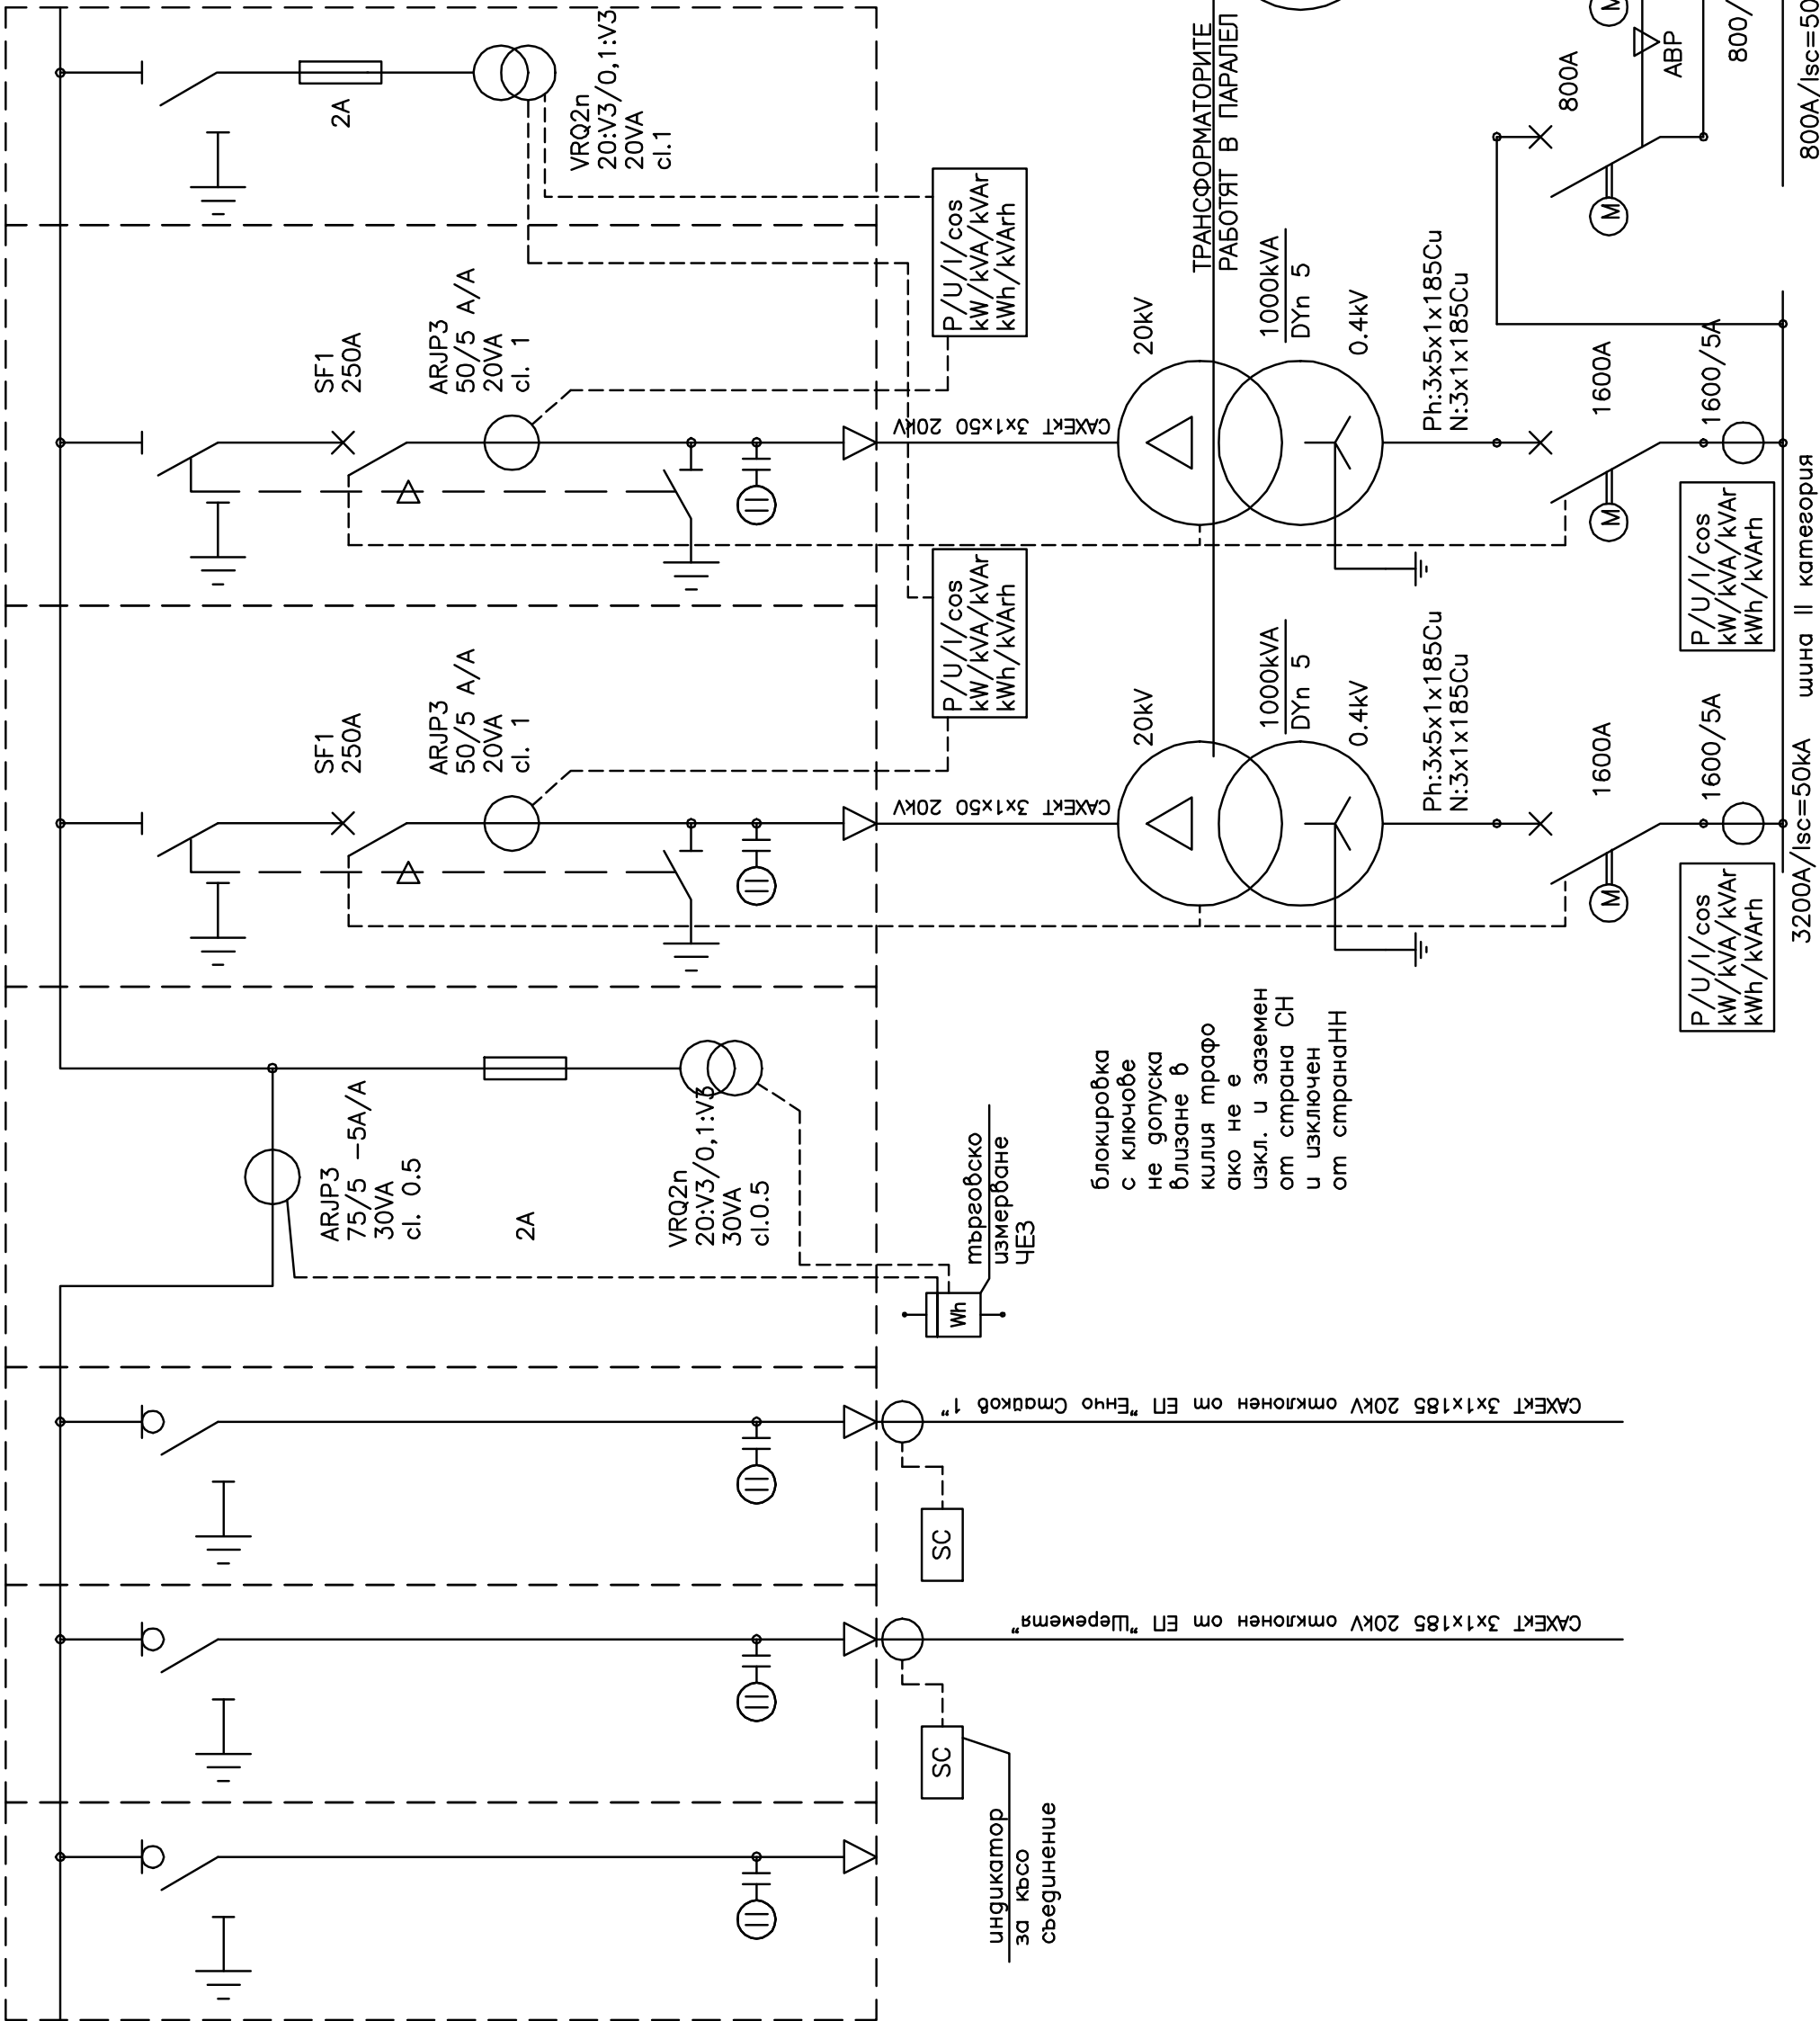 2A
VRQ2n
20:V3/0,1:V3
20VA
cl.1
SF1
250A
ARJP3
50/5 A/A
20VA
cl. 1
P/U/I/cos
kW/kVA/kVAr
kWh/kVArh
САХЕкТ 3x1x50 20kV
ТРАНСФОРМАТОРИТЕ
РАБОТЯТ В ПАРАЛЕЛ
20kV
1000kVA
DYn 5
0.4kV
Ph:3x5x1x185Cu
N:3x1x185Cu
M
1600A
1600/5A
P/U/I/cos
kW/kVA/kVAr
kWh/kVArh
800A
M
M
АВР
800/
800A/Isc=50
SF1
250A
ARJP3
50/5 A/A
20VA
cl. 1
P/U/I/cos
kW/kVA/kVAr
kWh/kVArh
САХЕкТ 3x1x50 20kV
20kV
1000kVA
DYn 5
0.4kV
Ph:3x5x1x185Cu
N:3x1x185Cu
M
1600A
1600/5A
P/U/I/cos
kW/kVA/kVAr
kWh/kVArh
3200A/Isc=50kA шина II категория
ARJP3
75/5 -5A/A
30VA
cl. 0.5
2A
VRQ2n
20:V3/0,1:V3
30VA
cl.0.5
Wh
търговско
измерване
ЧЕЗ
блокировка
с ключове
не допуска
влизане в
килия трафо
ако не е
изкл. и заземен
от страна СН
и изключен
от странаНН
САХЕкТ 3x1x185 20kV отклонен от ЕП "Енчо Стайков 1"
SC
САХЕкТ 3x1x185 20kV отклонен от ЕП "Шереметя"
SC
индикатор
за късо
съединение